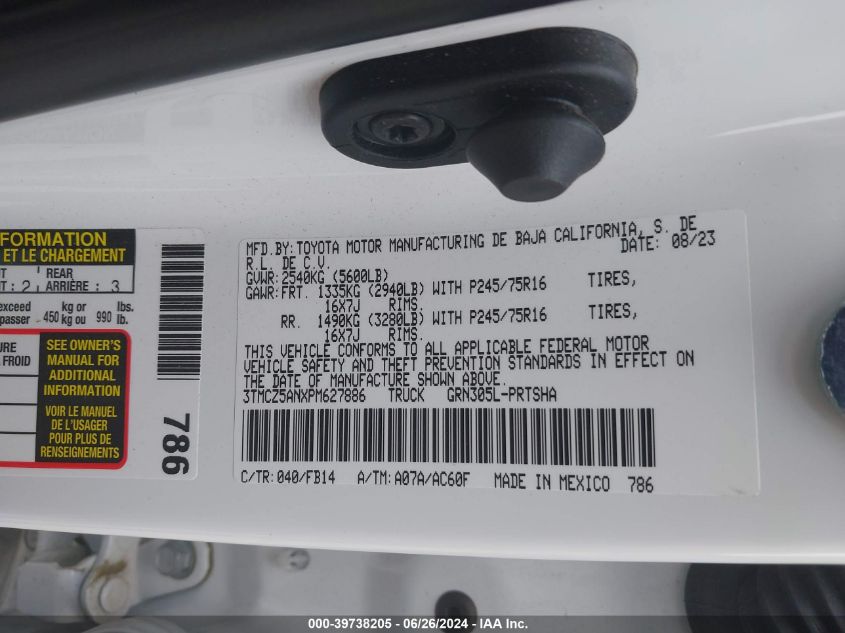 FORMATION
ET LE CHARGEMENT
REAR
: 2 ARRIÈRE : 3
exceed kg or lbs.
passer 450 kg ou 990 lb.
FROID
SEE OWNER'S
MANUAL FOR
ADDITIONAL
INFORMATION
VOIR LE MANUEL
DE L'USAGER
POUR PLUS DE
RENSEIGNEMENTS
786
MFD. BY: TOYOTA MOTOR MANUFACTURING DE BAJA CALIFORNIA, S. DE
R.L. DE C.V. DATE: 08/23
GVWR: 2540KG (5600LB)
GAWR: FRT. 1335KG (2940LB) WITH P245/75R16 TIRES,
16X7J RIMS.
RR. 1490KG (3280LB) WITH P245/75R16 TIRES,
16X7J RIMS.
THIS VEHICLE CONFORMS TO ALL APPLICABLE FEDERAL MOTOR
VEHICLE SAFETY AND THEFT PREVENTION STANDARDS IN EFFECT ON
THE DATE OF MANUFACTURE SHOWN ABOVE.
3TMCZ5ANXPM627886 TRUCK GRN305L-PRTSHA
C/TR: 040/FB14 A/TM: A07A/AC60F MADE IN MEXICO 786
000-39738205 - 06/26/2024 - IAA Inc.